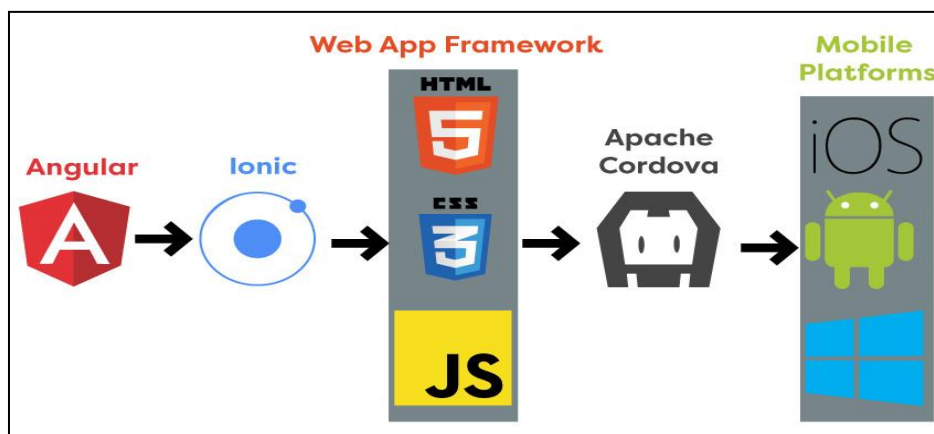 Web App Framework
Mobile
Platforms
HTML
5
iOS
Apache
Cordova
Angular
Ionic
A
CSS
3
JS